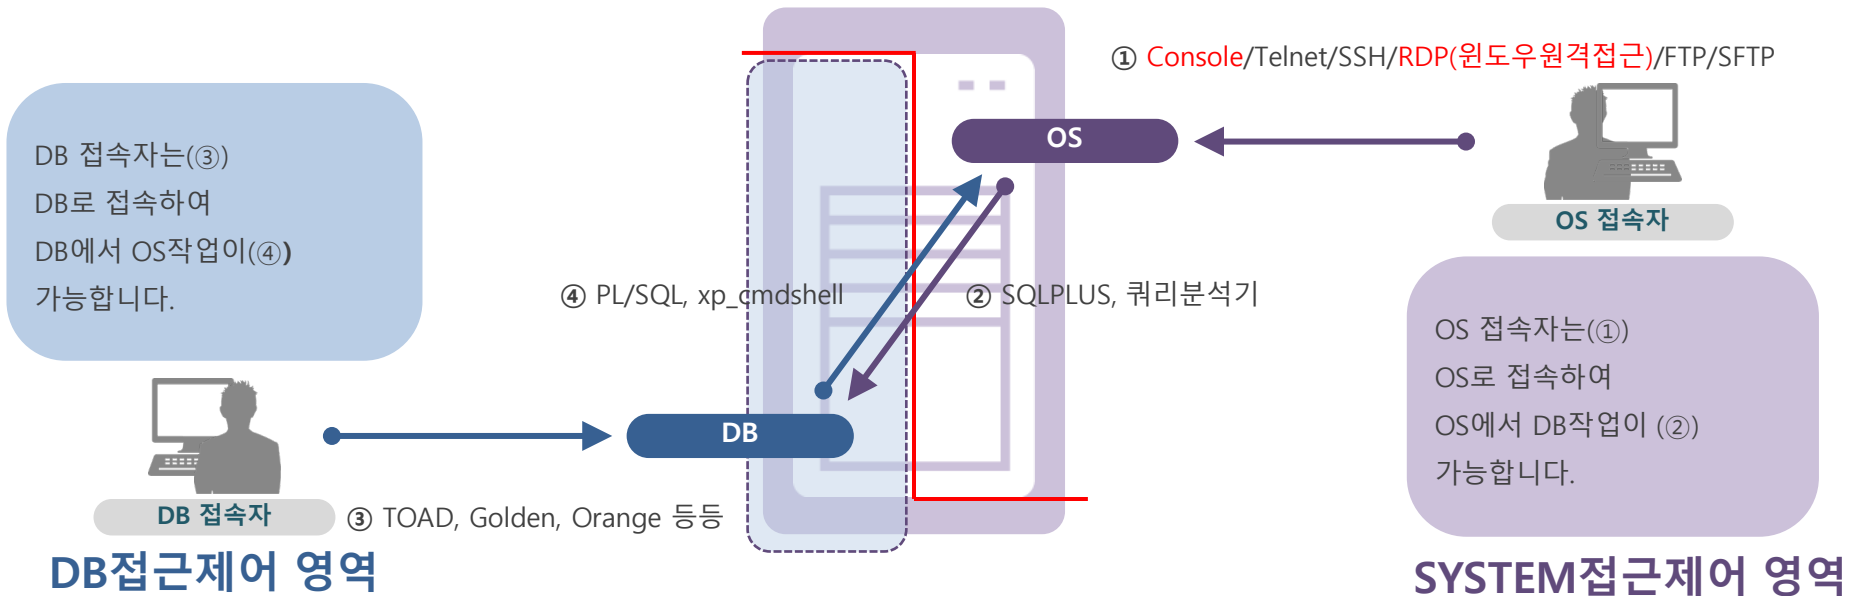 ① Console/Telnet/SSH/RDP(윈도우원격접근)/FTP/SFTP
OS
OS 접속자
DB 접속자는(③)
DB로 접속하여
DB에서 OS작업이(④)
가능합니다.
④ PL/SQL, xp_cmdshell
② SQLPLUS, 쿼리분석기
OS 접속자는(①)
OS로 접속하여
OS에서 DB작업이 (②)
가능합니다.
DB
DB 접속자
③ TOAD, Golden, Orange 등등
DB접근제어 영역
SYSTEM접근제어 영역